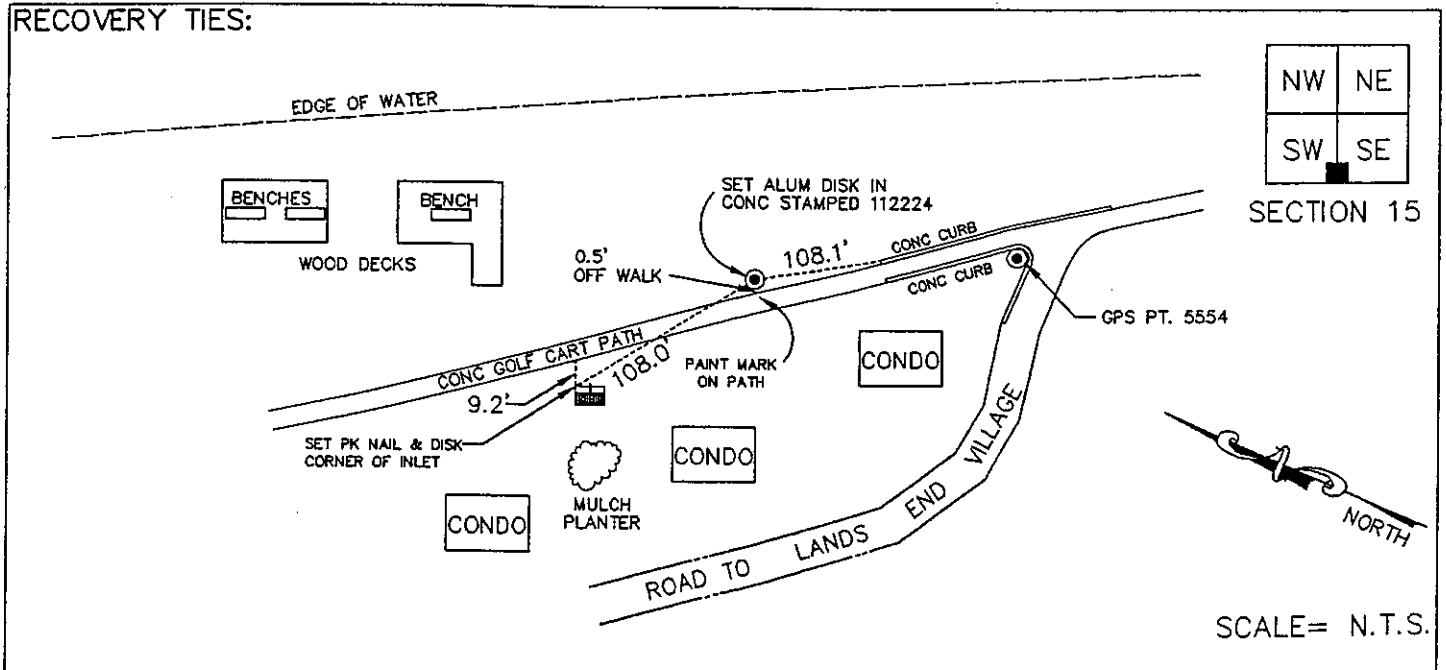 RECOVERY TIES:
EDGE OF WATER
NW NE
SW SE
SECTION 15
BENCHES
BENCH
WOOD DECKS
SET ALUM DISK IN
CONC STAMPED 112224
0.5'
OFF WALK
108.1'
CONC CURB
CONC CURB
GPS PT. 5554
CONC GOLF CART PATH
108.0'
PAINT MARK
ON PATH
CONDO
9.2'
SET PK NAIL & DISK
CORNER OF INLET
MULCH
PLANTER
CONDO
CONDO
ROAD TO LANDS END VILLAGE
NORTH
SCALE= N.T.S.